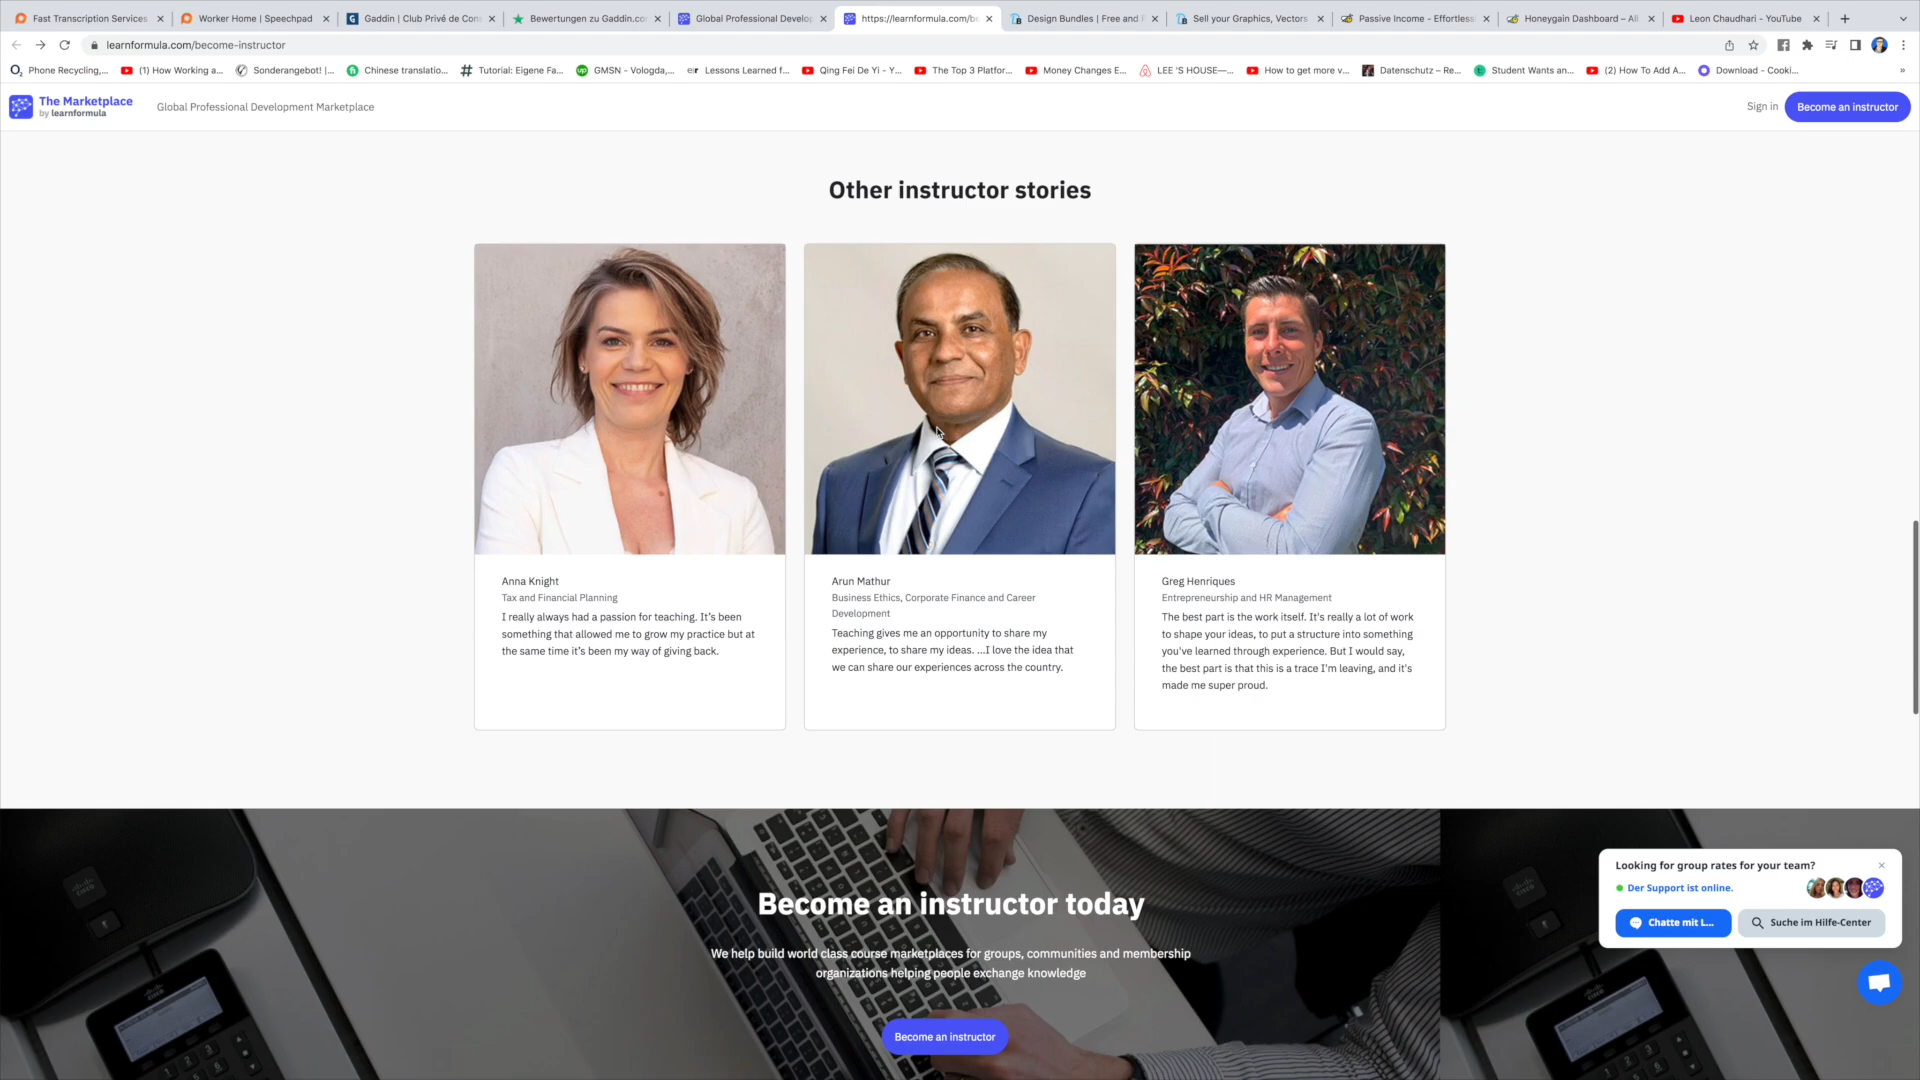 Fast Transcription Services
Worker Home | Speechpad
Gaddin | Club Privé de Con
Bewertungen zu Gaddin.co
Global Professional Develop
https://learnformula.com/be
Design Bundles | Free and
Sell your Graphics, Vectors
Passive Income - Effortless
Honeygain Dashboard – All
Leon Chaudhari - YouTube
learnformula.com/become-instructor
Phone Recycling,...
(1) How Working a...
Sonderangebot! |...
Chinese translatio...
Tutorial: Eigene Fa...
GMSN - Vologda,...
Lessons Learned f...
Qing Fei De Yi - Y...
The Top 3 Platfor...
Money Changes E...
LEE 'S HOUSE—...
How to get more v...
Datenschutz – Re...
Student Wants an...
(2) How To Add A...
Download - Cooki...
The Marketplace
by learnformula
Global Professional Development Marketplace
Sign in
Become an instructor
Other instructor stories
Anna Knight
Tax and Financial Planning
I really always had a passion for teaching. It's been
something that allowed me to grow my practice but at
the same time it's been my way of giving back.
Arun Mathur
Business Ethics, Corporate Finance and Career
Development
Teaching gives me an opportunity to share my
experience, to share my ideas. ...I love the idea that
we can share our experiences across the country.
Greg Henriques
Entrepreneurship and HR Management
The best part is the work itself. It's really a lot of work
to shape your ideas, to put a structure into something
you've learned through experience. But I would say,
the best part is that this is a trace I'm leaving, and it's
made me super proud.
Become an instructor today
We help build world class course marketplaces for groups, communities and membership
organizations helping people exchange knowledge
Become an instructor
Looking for group rates for your team?
Der Support ist online.
Chatte mit L...
Suche im Hilfe-Center